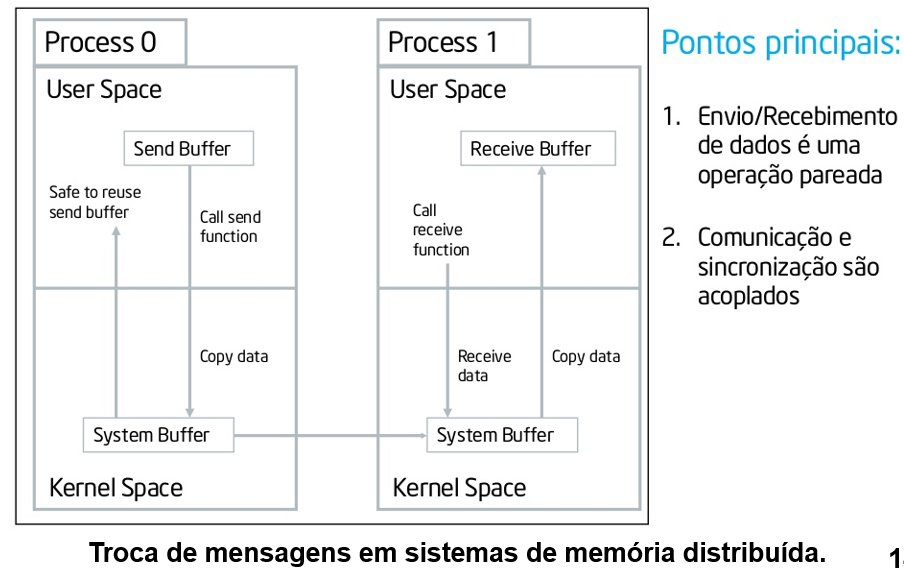 Process 0
User Space
Send Buffer
Safe to reuse
send buffer
Call send
function
Copy data
System Buffer
Kernel Space
Process 1
User Space
Receive Buffer
Call
receive
function
Receive
data
Copy data
System Buffer
Kernel Space
Pontos principais:
1. Envio/Recebimento
de dados é uma
operação pareada
2. Comunicação e
sincronização são
acoplados
Troca de mensagens em sistemas de memória distribuída.